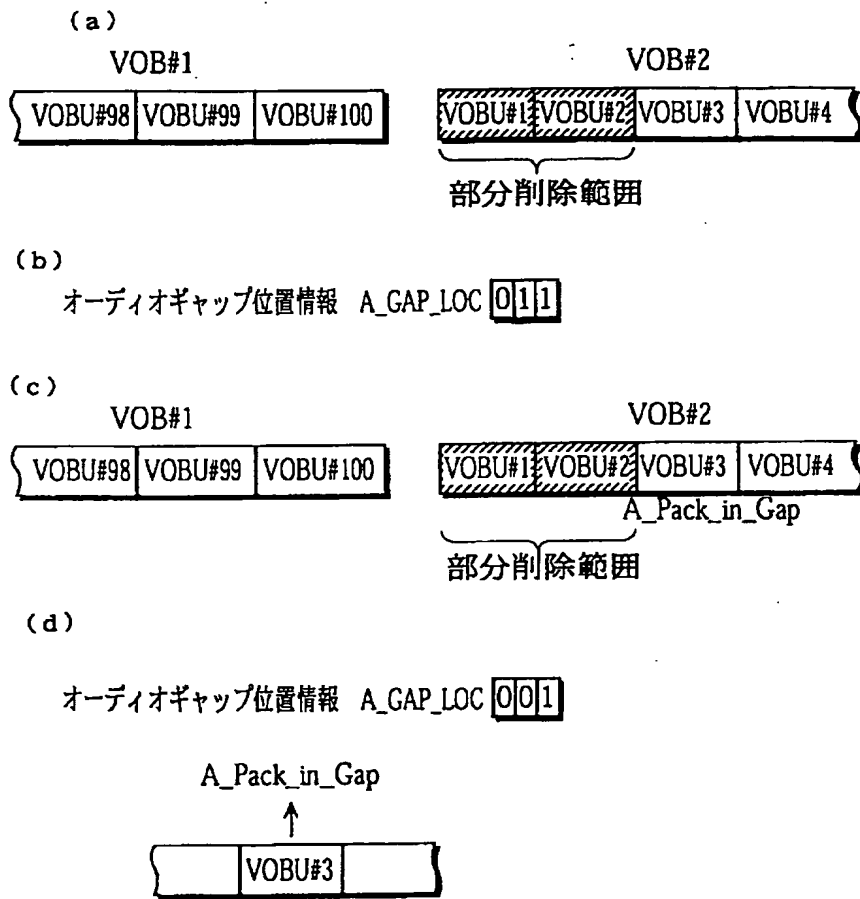 (a)
VOB#1 VOB#2
VOBU#98 VOBU#99 VOBU#100 VOBU#1 VOBU#2 VOBU#3 VOBU#4
部分削除範囲
(b)
オーディオギャップ位置情報 A_GAP_LOC 0 1 1
(c)
VOB#1 VOB#2
VOBU#98 VOBU#99 VOBU#100 VOBU#1 VOBU#2 VOBU#3 VOBU#4
A_Pack_in_Gap
部分削除範囲
(d)
オーディオギャップ位置情報 A_GAP_LOC 0 0 1
A_Pack_in_Gap
VOBU#3